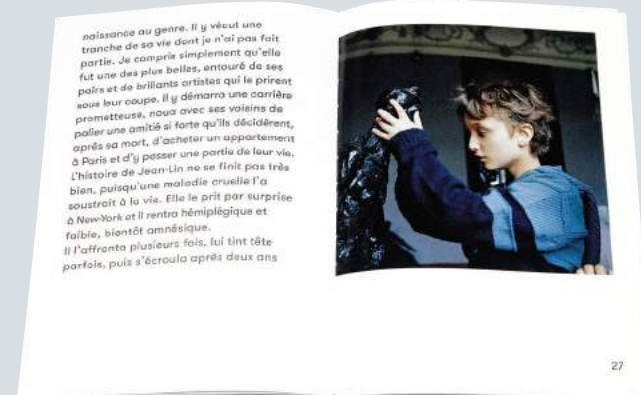 naissance au genre. Il y vécut une
tranche de sa vie dont je n'ai pas fait
partie. Je compris simplement qu'elle
fut une des plus belles, entouré de ses
pairs et de brillants artistes qui le prirent
sous leur coupe. Il y démarra une carrière
prometteuse, noua avec ses voisins de
palier une amitié si forte qu'ils décidèrent,
après sa mort, d'acheter un appartement
à Paris et d'y passer une partie de leur vie.
L'histoire de Jean-Lin ne se finit pas très
bien, puisqu'une maladie cruelle l'a
soustrait à la vie. Elle le prit par surprise
à New-York et il rentra hémiplégique et
faible, bientôt amnésique.
Il l'affronta plusieurs fois, lui tint tête
parfois, puis s'écroula après deux ans
27